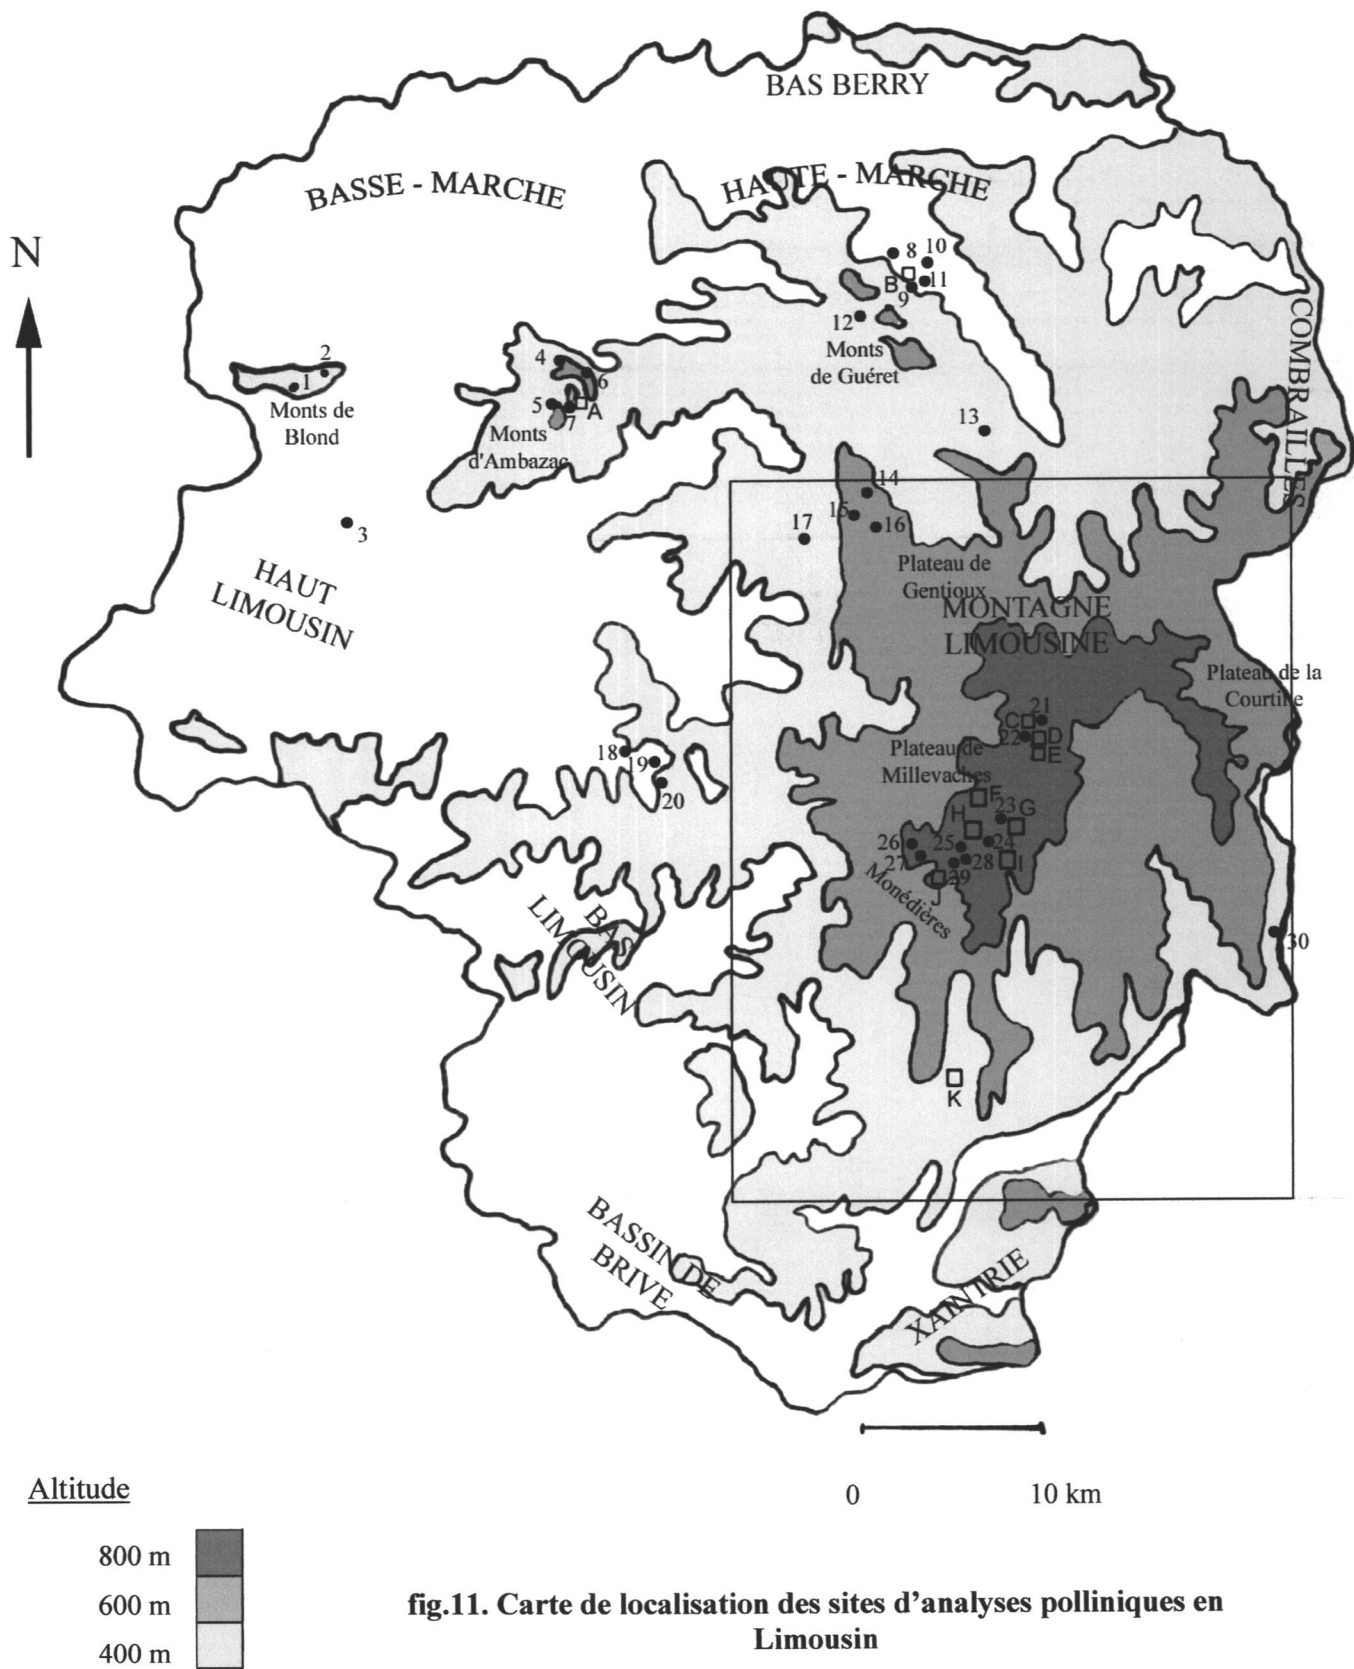 BAS BERRY
BASSE - MARCHE
HAUTE - MARCHE
N
8
10
B
11
9
12
Monts
de Guéret
COMBRAILLES
2
1
Monts de
Blond
4
6
5
7
A
Monts
d'Ambazac
13
14
15
16
17
3
Plateau de
Gentioux
HAUT
LIMOUSIN
MONTAGNE
LIMOUSINE
Plateau de la
Courtille
21
C
22
D
E
Plateau de
Millevaches
18
19
20
F
23
G
H
26
25
24
27
28
I
29
J
Monédières
BAS
LIMOUSIN
30
K
BASSIN DE
BRIVE
XAINTRIE
0 10 km
Altitude
800 m
600 m
400 m
fig.11. Carte de localisation des sites d'analyses polliniques en
Limousin